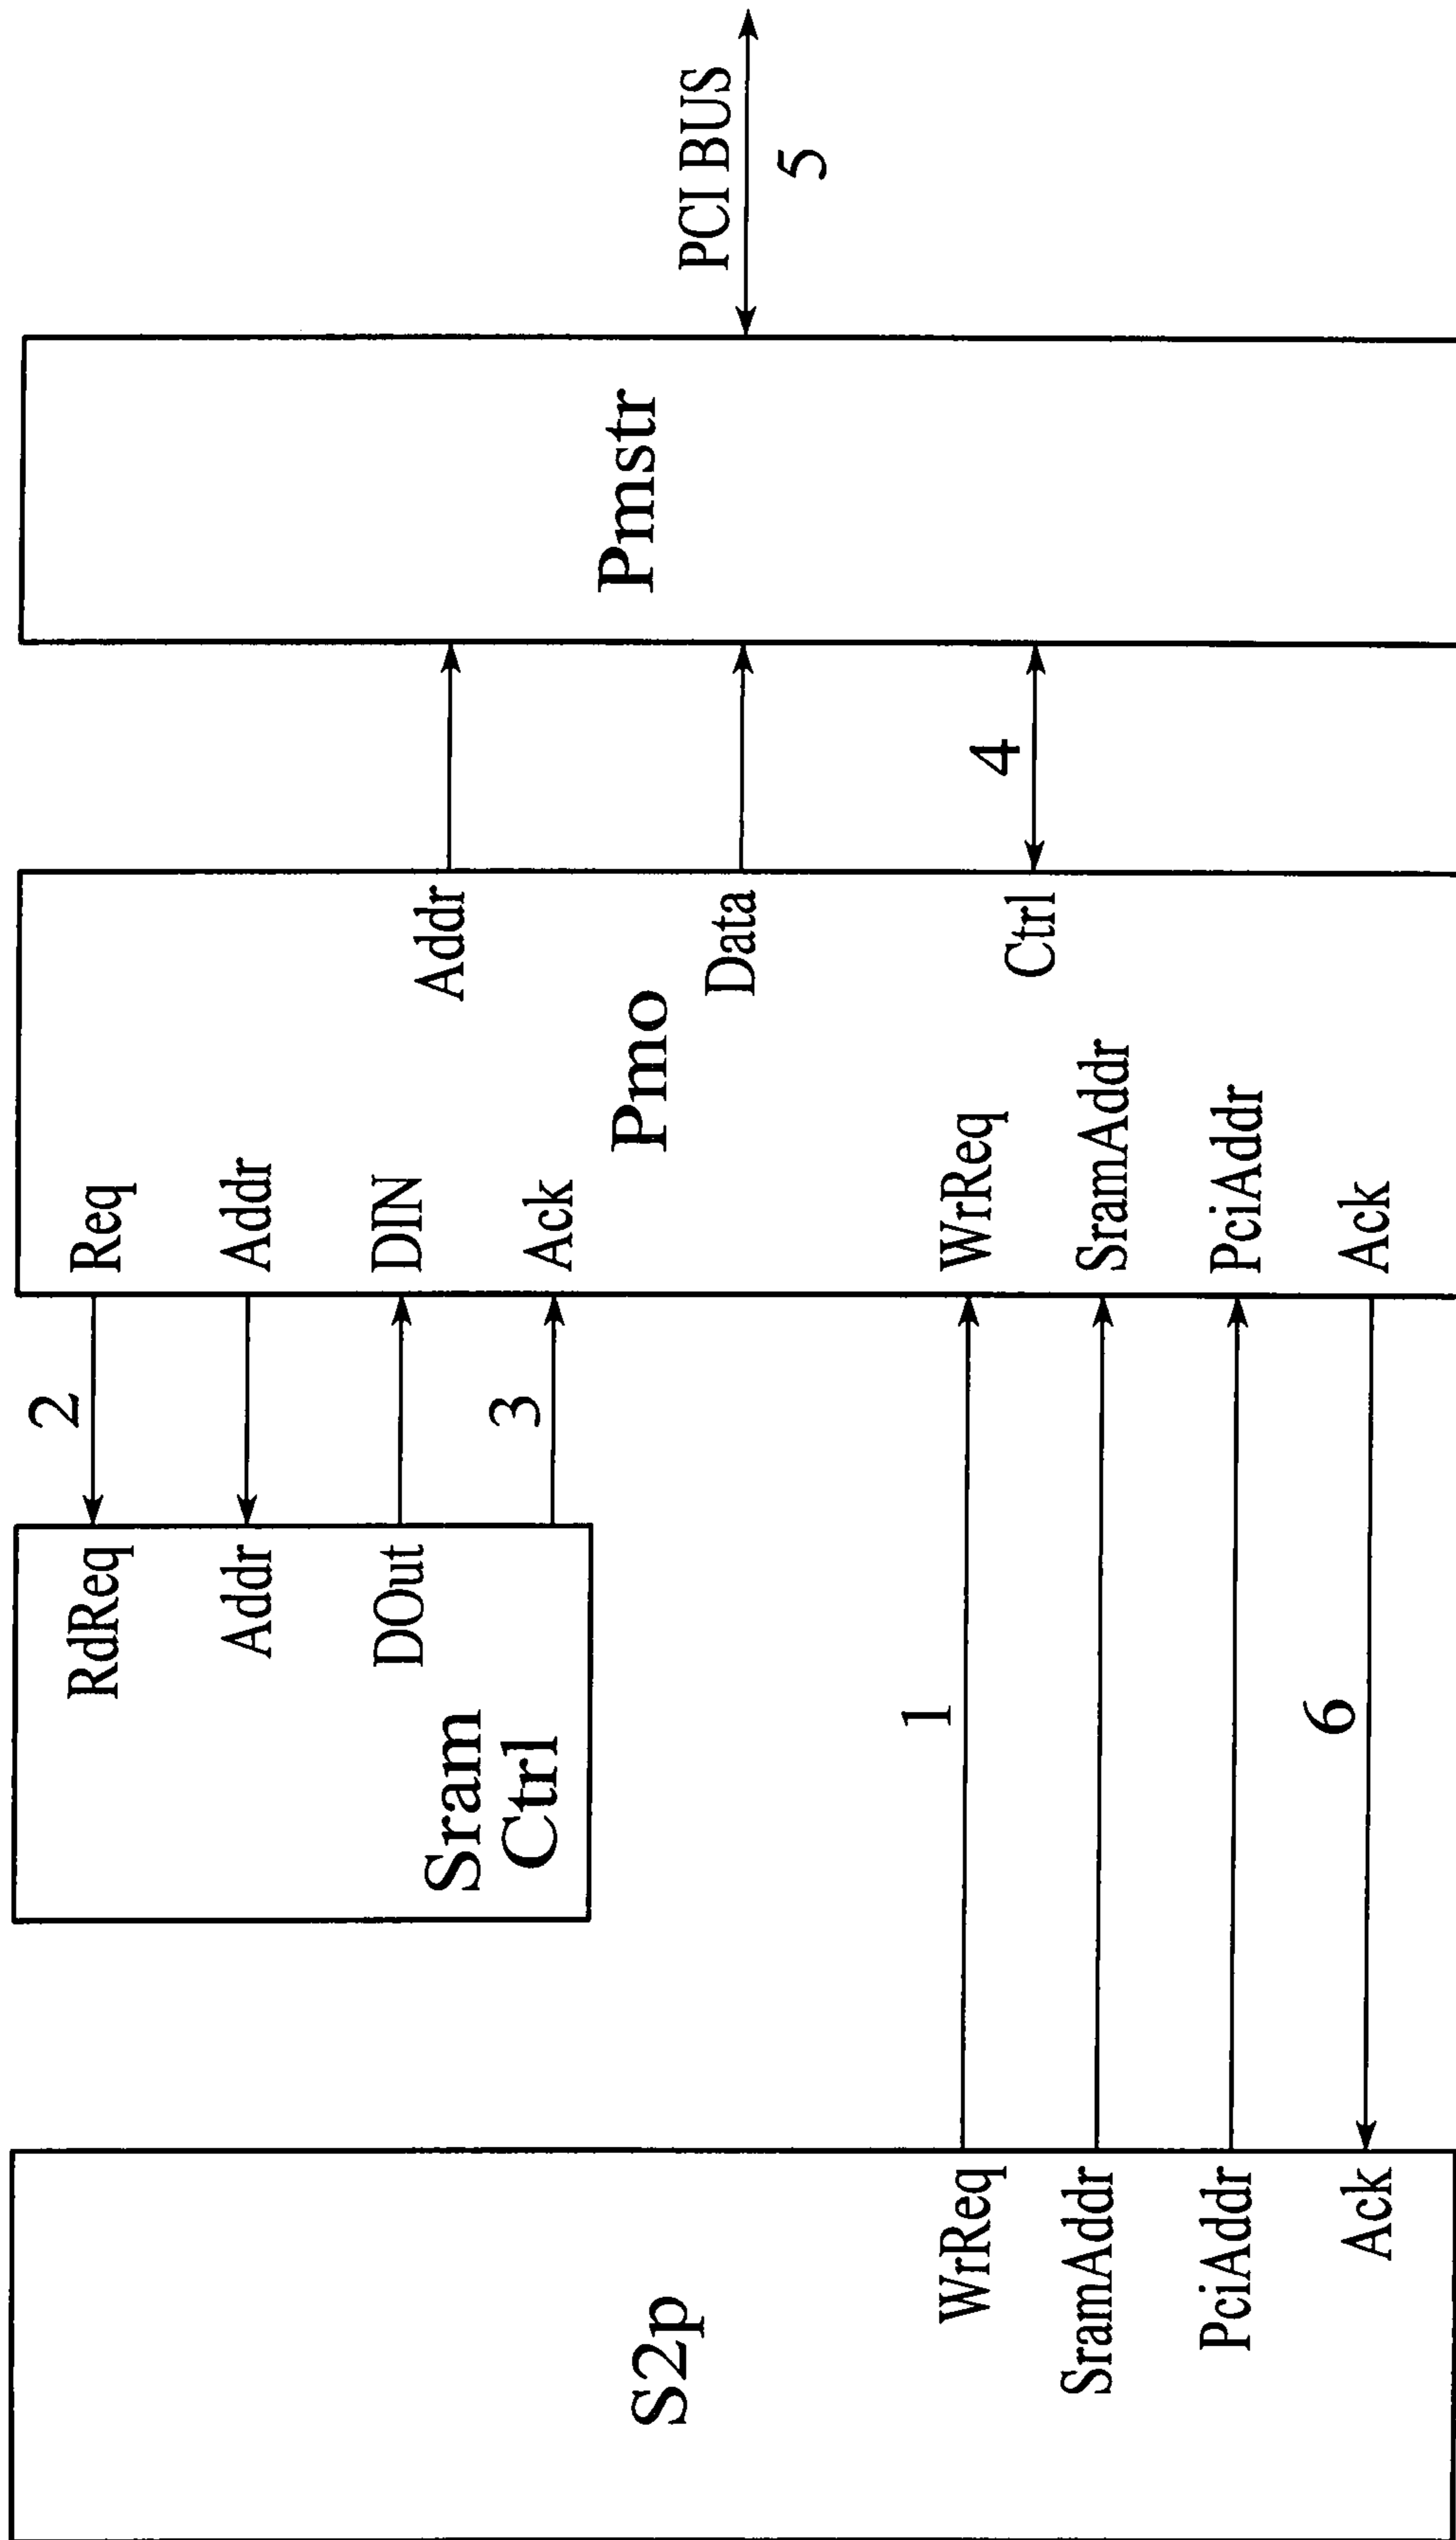 S2p
WrReq
SramAddr
PciAddr
Ack
RdReq
Addr
DOut
Sram
Ctrl
2
3
1
6
Req
Addr
DIN
Ack
Pmo
WrReq
SramAddr
PciAddr
Ack
Addr
Data
Ctrl
4
Pmstr
PCI BUS
5